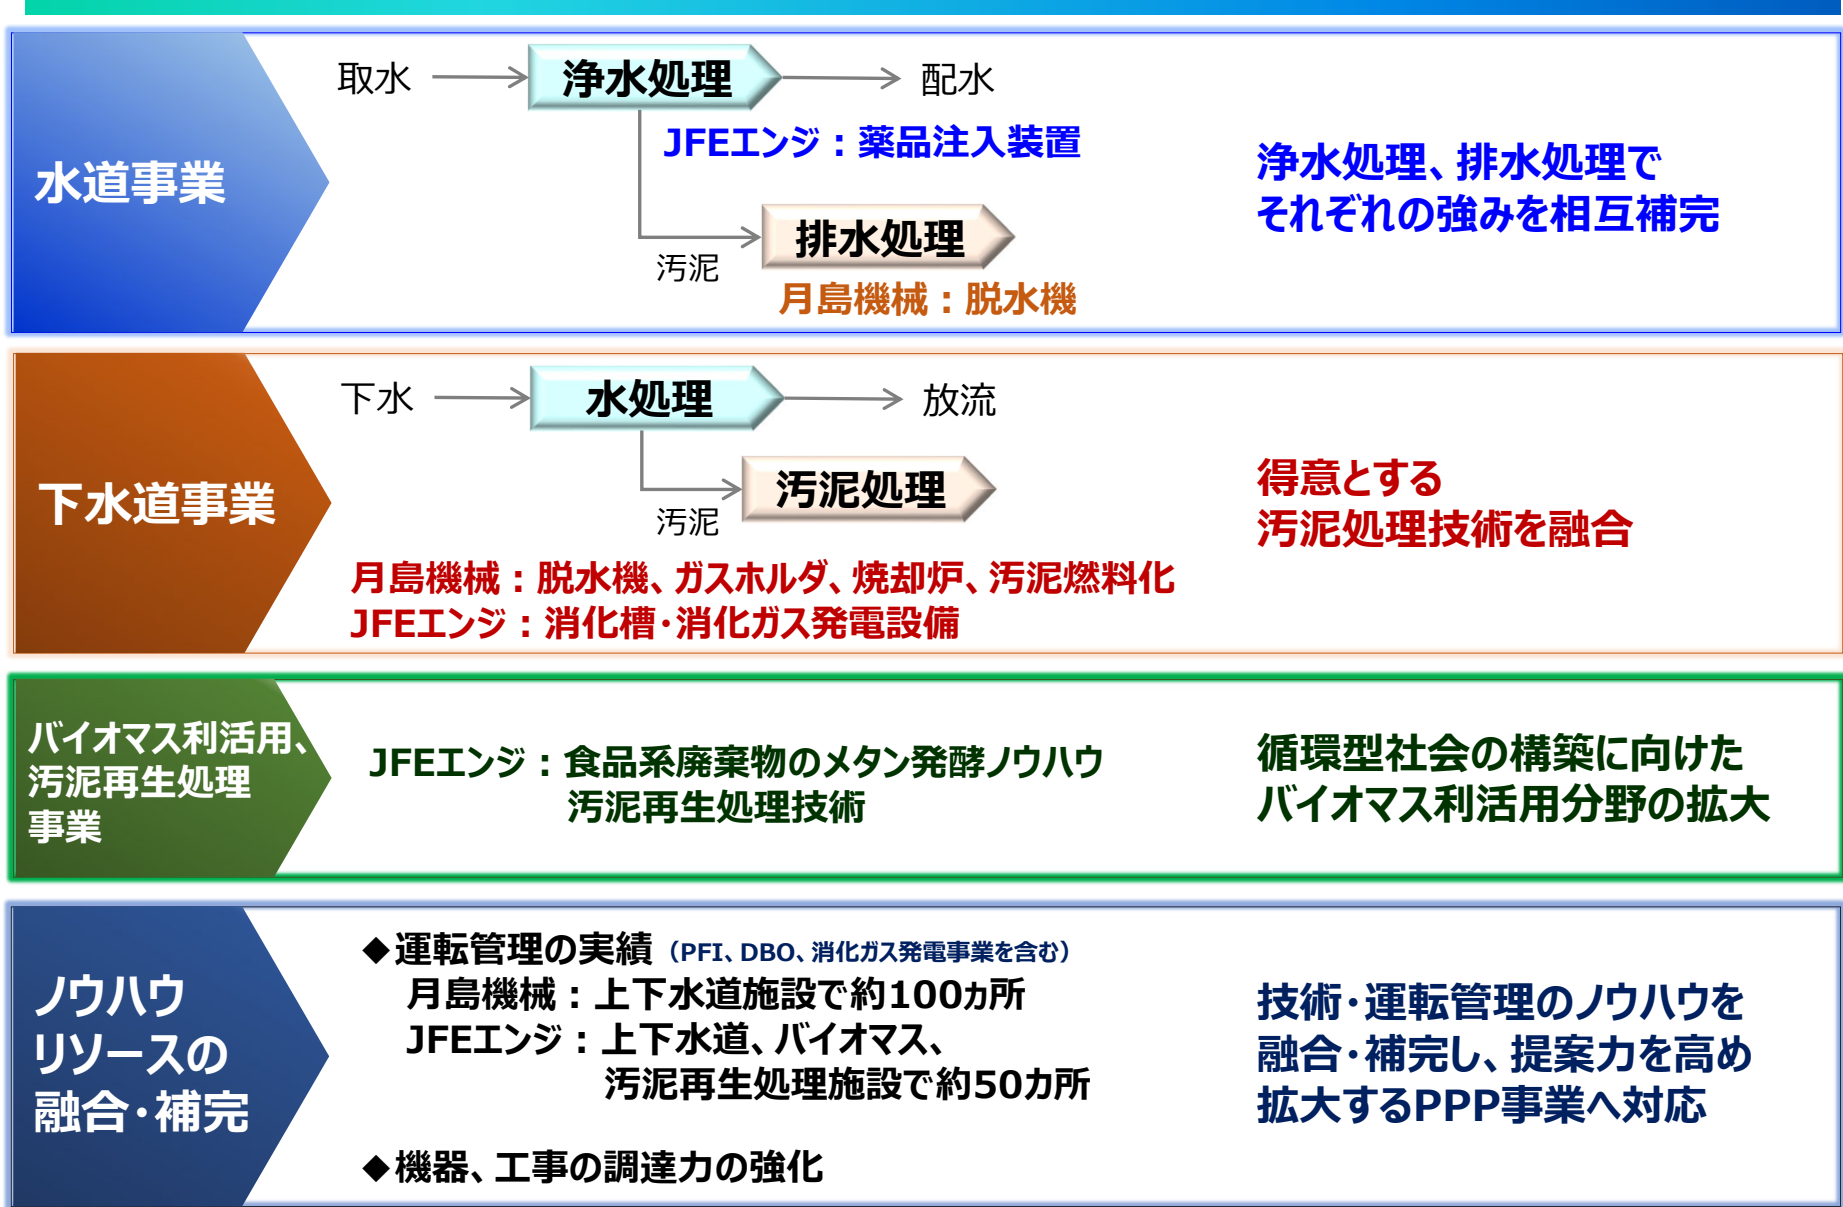 水道事業
取水
浄水処理
配水
JFEエンジ：薬品注入装置
汚泥
排水処理
月島機械：脱水機
浄水処理、排水処理で
それぞれの強みを相互補完
下水道事業
下水
水処理
放流
汚泥
汚泥処理
月島機械：脱水機、ガスホルダ、焼却炉、汚泥燃料化
JFEエンジ：消化槽・消化ガス発電設備
得意とする
汚泥処理技術を融合
バイオマス利活用、
汚泥再生処理
事業
JFEエンジ：食品系廃棄物のメタン発酵ノウハウ
汚泥再生処理技術
循環型社会の構築に向けた
バイオマス利活用分野の拡大
ノウハウ
リソースの
融合・補完
◆運転管理の実績（PFI、DBO、消化ガス発電事業を含む）
月島機械：上下水道施設で約100ヵ所
JFEエンジ：上下水道、バイオマス、
汚泥再生処理施設で約50カ所
◆機器、工事の調達力の強化
技術・運転管理のノウハウを
融合・補完し、提案力を高め
拡大するPPP事業へ対応